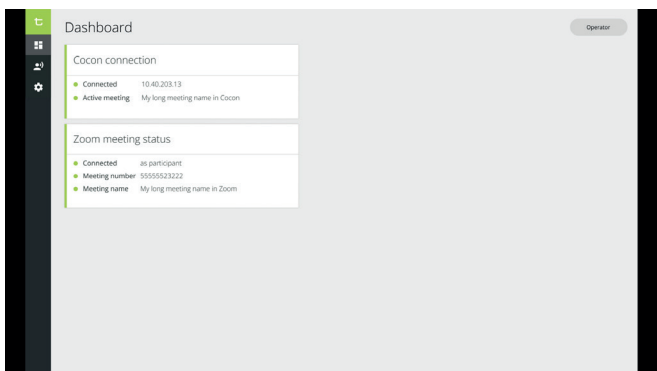 Dashboard
Operator
Cocon connection
Connected 10.40.203.13
Active meeting My long meeting name in Cocon
Zoom meeting status
Connected as participant
Meeting number 55555523222
Meeting name My long meeting name in Zoom